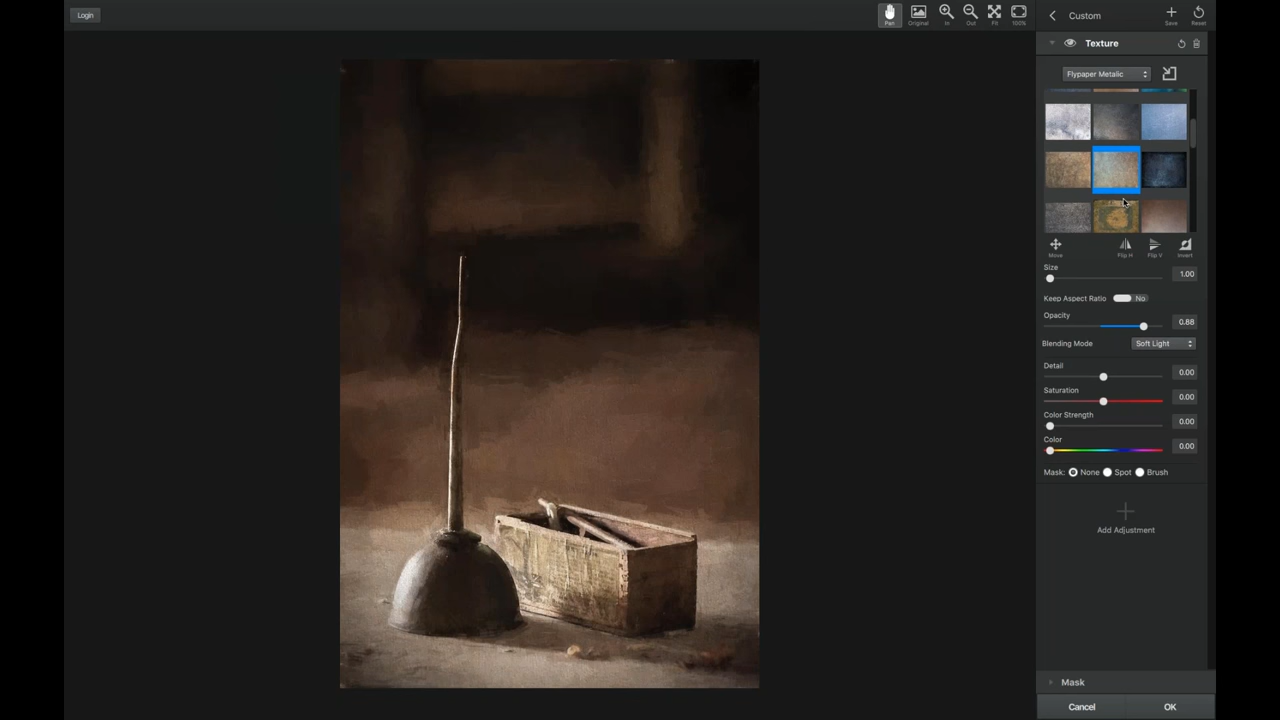 Login
Pan
Original
In
Out
Fit
100%
Custom
Save
Reset
Texture
Flypaper Metalic
Move
Flip H
Flip V
Invert
Size
1.00
Keep Aspect Ratio
No
Opacity
0.88
Blending Mode
Soft Light
Detail
0.00
Saturation
0.00
Color Strength
0.00
Color
0.00
Mask: None Spot Brush
Add Adjustment
Mask
Cancel
OK